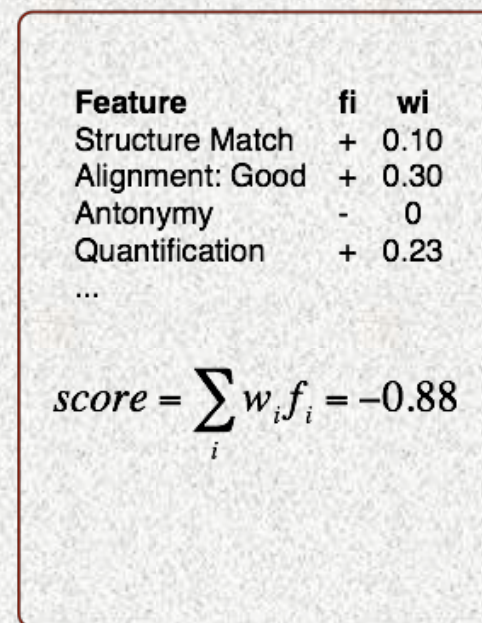 Feature fi wi
Structure Match + 0.10
Alignment: Good + 0.30
Antonymy - 0
Quantification + 0.23
...
score = ∑ᵢ wᵢfᵢ = −0.88